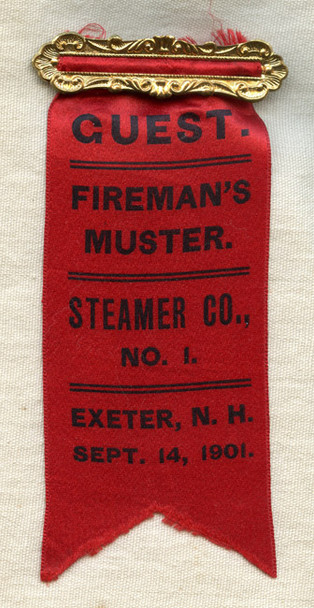 GUEST.
FIREMAN'S
MUSTER.
STEAMER CO.,
NO. 1.
EXETER, N. H.
SEPT. 14, 1901.